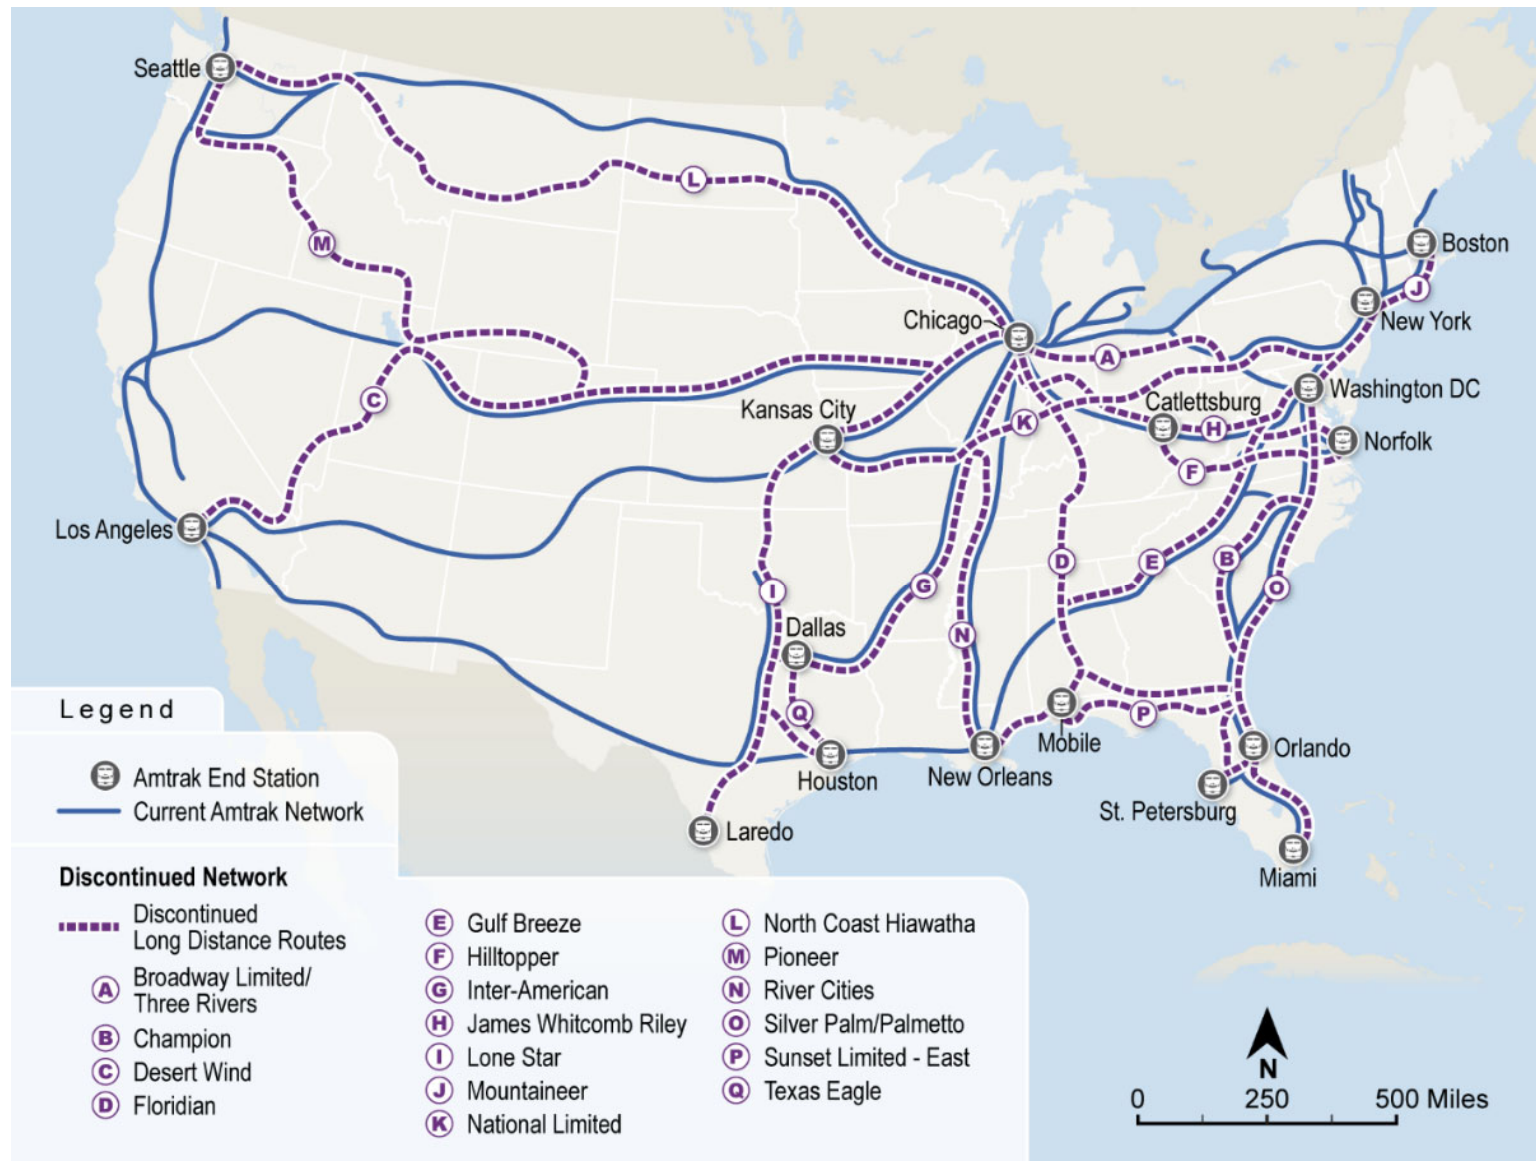 Seattle
L
M
Boston
J
Chicago
New York
A
C
Kansas City
Catlettsburg
Washington DC
K
H
Norfolk
F
Los Angeles
D
E
B
G
O
I
Dallas
N
Q
P
Mobile
Orlando
Houston
New Orleans
St. Petersburg
Laredo
Miami
Legend
Amtrak End Station
Current Amtrak Network
Discontinued Network
Discontinued
Long Distance Routes
A Broadway Limited/
Three Rivers
B Champion
C Desert Wind
D Floridian
E Gulf Breeze
F Hilltopper
G Inter-American
H James Whitcomb Riley
I Lone Star
J Mountaineer
K National Limited
L North Coast Hiawatha
M Pioneer
N River Cities
O Silver Palm/Palmetto
P Sunset Limited - East
Q Texas Eagle
N
0 250 500 Miles